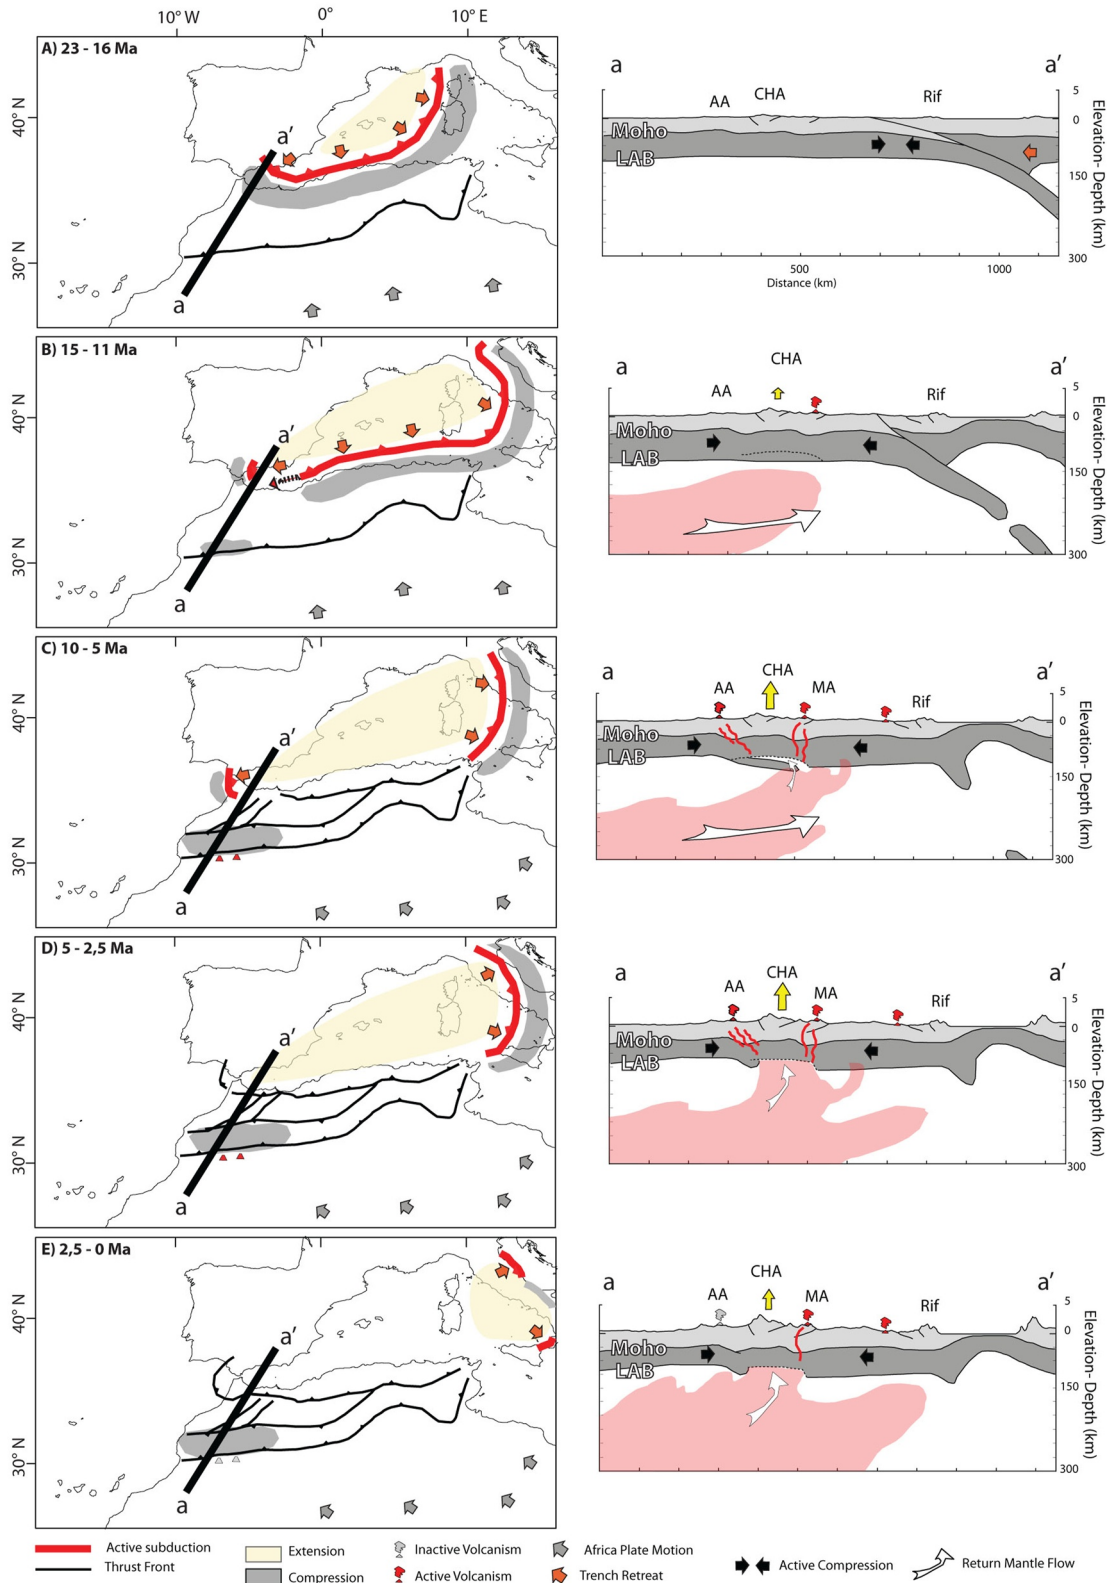 10° W 0° 10° E
A) 23 - 16 Ma
40° N
30° N
a'
a
a a'
AA CHA Rif
Moho
LAB
5
0
150
300
Elevation- Depth (km)
500 1000
Distance (km)
B) 15 - 11 Ma
40° N
30° N
a'
a
a a'
CHA
AA Rif
Moho
LAB
5
0
150
300
Elevation- Depth (km)
C) 10 - 5 Ma
40° N
30° N
a'
a
a a'
CHA
AA MA Rif
Moho
LAB
5
0
150
300
Elevation- Depth (km)
D) 5 - 2,5 Ma
40° N
30° N
a'
a
a a'
CHA
AA MA Rif
Moho
LAB
5
0
150
300
Elevation- Depth (km)
E) 2,5 - 0 Ma
40° N
30° N
a'
a
a a'
CHA
AA MA Rif
Moho
LAB
5
0
150
300
Elevation- Depth (km)
Active subduction
Thrust Front
Extension
Compression
Inactive Volcanism
Active Volcanism
Africa Plate Motion
Trench Retreat
Active Compression
Return Mantle Flow